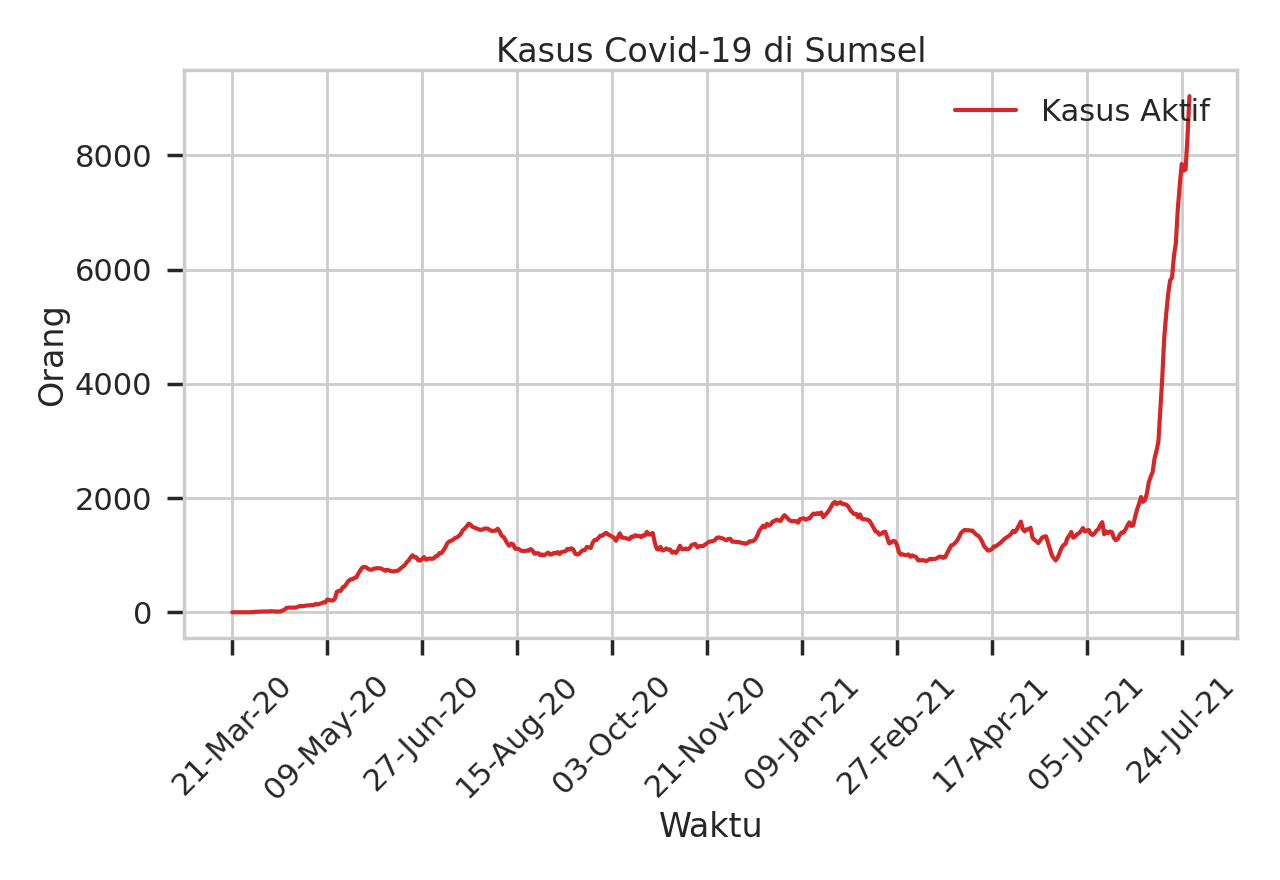 Kasus Covid-19 di Sumsel
Kasus Aktif
8000
6000
4000
2000
0
Orang
21-Mar-20
09-May-20
27-Jun-20
15-Aug-20
03-Oct-20
21-Nov-20
09-Jan-21
27-Feb-21
17-Apr-21
05-Jun-21
24-Jul-21
Waktu